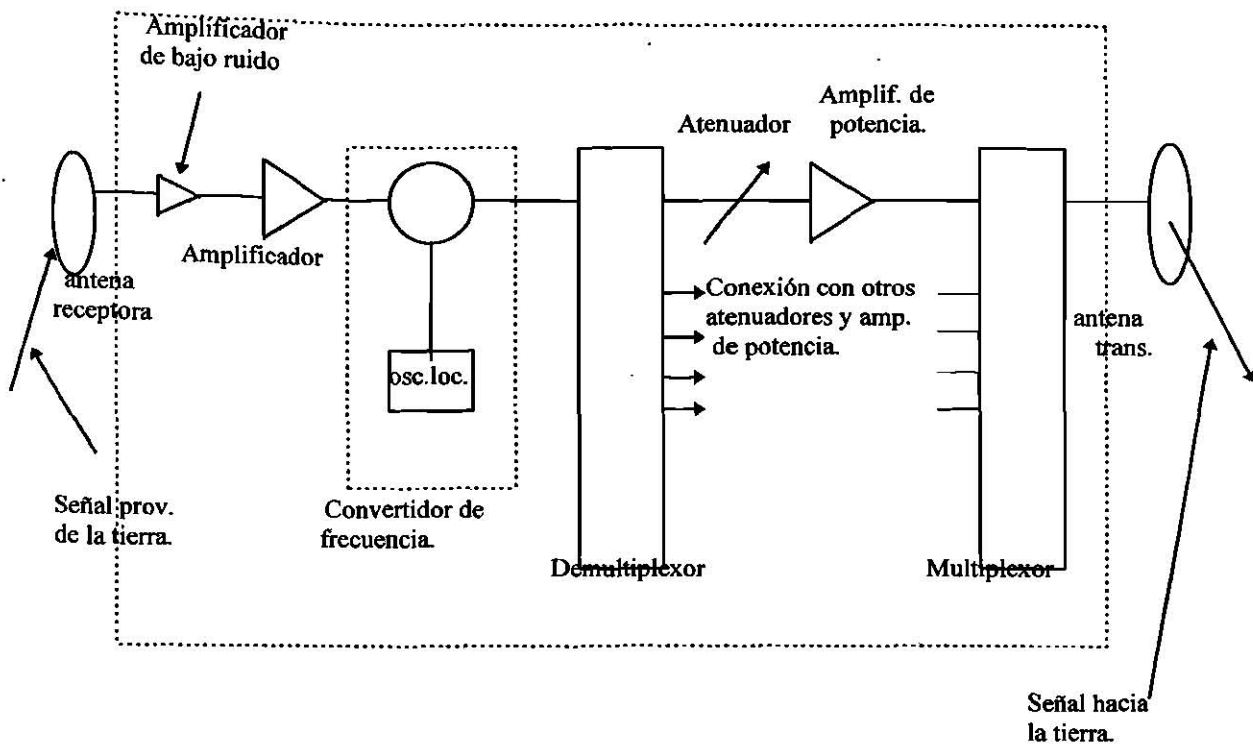 Amplificador
de bajo ruido
Atenuador
Amplif. de
potencia.
Amplificador
antena
receptora
osc.loc.
Conexión con otros
atenuadores y amp.
de potencia.
antena
trans.
Señal prov.
de la tierra.
Convertidor de
frecuencia.
Demultiplexor
Multiplexor
Señal hacia
la tierra.